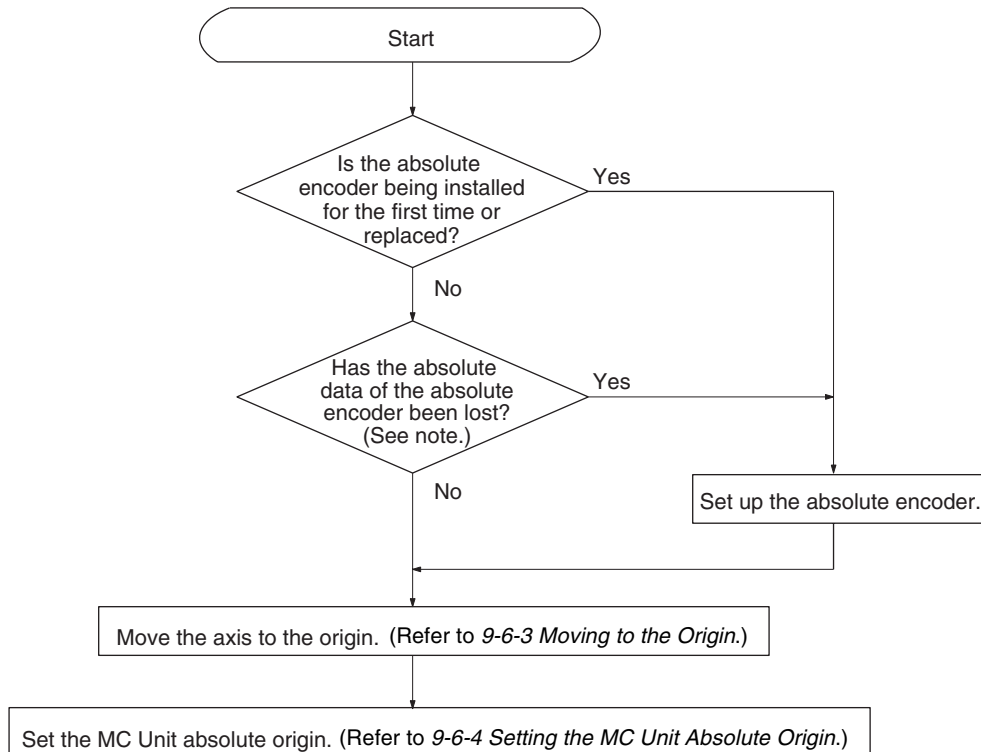 Start
Is the absolute
encoder being installed
for the first time or
replaced?
Yes
No
Has the absolute
data of the absolute
encoder been lost?
(See note.)
Yes
No
Set up the absolute encoder.
Move the axis to the origin. (Refer to 9-6-3 Moving to the Origin.)
Set the MC Unit absolute origin. (Refer to 9-6-4 Setting the MC Unit Absolute Origin.)